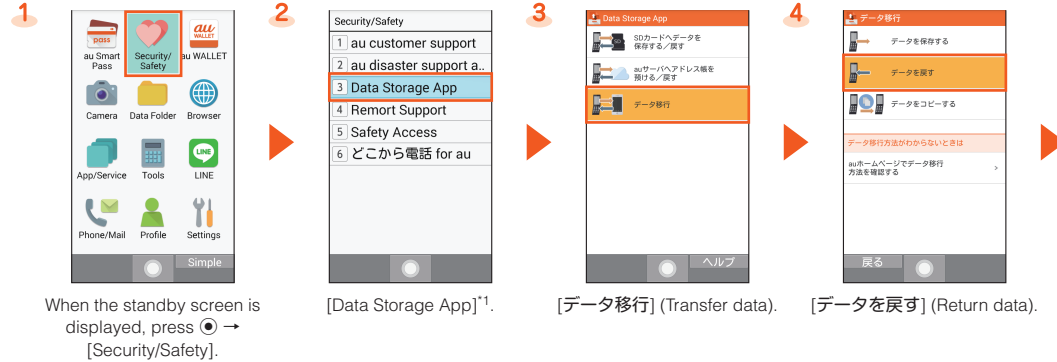 1
pass
au Smart
Pass
Security/
Safety
au
WALLET
au WALLET
Camera
Data Folder
Browser
App/Service
Tools
LINE
LINE
Phone/Mail
Profile
Settings
Simple
When the standby screen is
displayed, press ⦿ →
[Security/Safety].
2
Security/Safety
1 au customer support
2 au disaster support a..
3 Data Storage App
4 Remort Support
5 Safety Access
6 どこから電話 for au
[Data Storage App]*1.
3
Data Storage App
SDカードへデータを
保存する/戻す
auサーバへアドレス帳を
預ける/戻す
データ移行
ヘルプ
[データ移行] (Transfer data).
4
データ移行
データを保存する
データを戻す
データをコピーする
データ移行方法がわからないときは
auホームページでデータ移行
方法を確認する >
戻る
[データを戻す] (Return data).